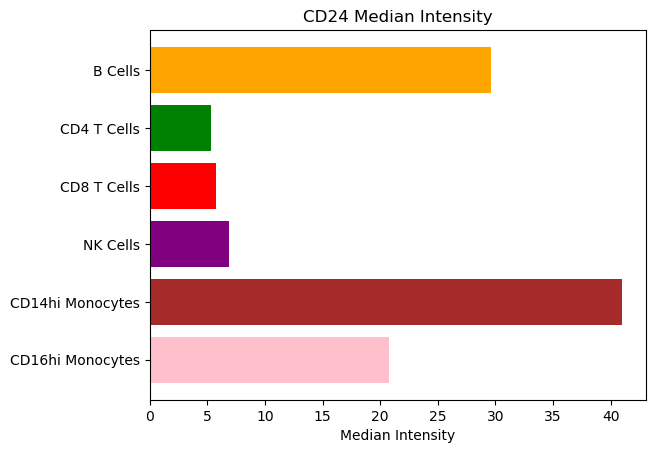 CD24 Median Intensity
B Cells
CD4 T Cells
CD8 T Cells
NK Cells
CD14hi Monocytes
CD16hi Monocytes
0 5 10 15 20 25 30 35 40
Median Intensity